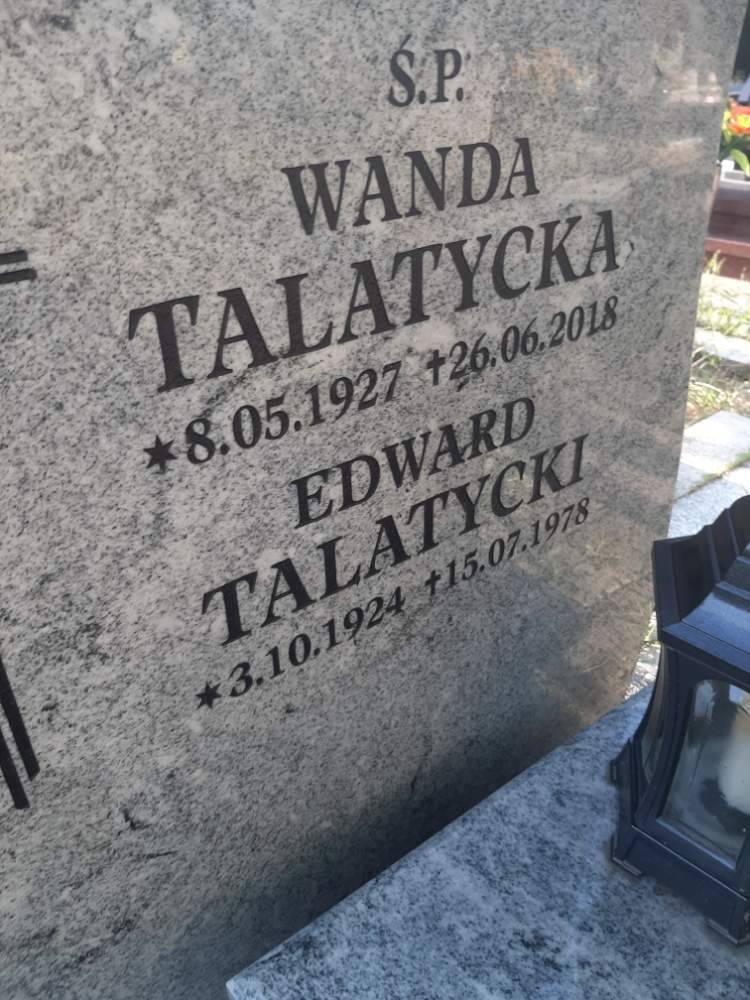 Ś.P.
WANDA
TALATYCKA
★8.05.1927 ✝26.06.2018
EDWARD
TALATYCKI
★3.10.1924 ✝15.07.1978